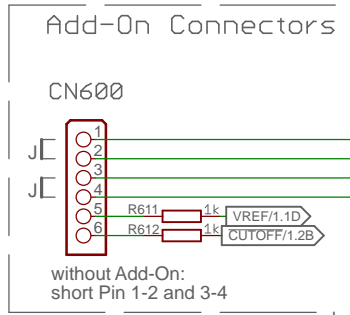 Add-On Connectors
CN600
J
J
1
2
3
4
5
6
R611 1k VREF/1.1D
R612 1k CUTOFF/1.2B
without Add-On:
short Pin 1-2 and 3-4